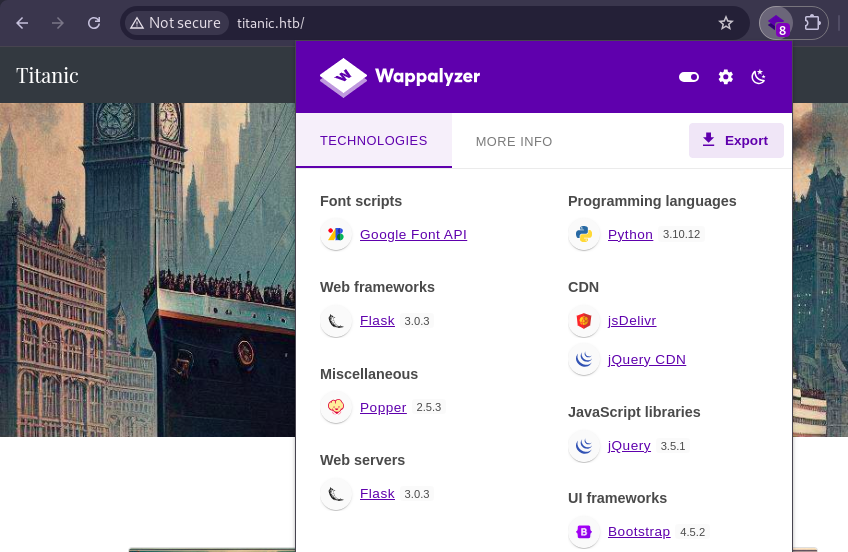 Not secure titanic.htb/
8
Titanic
W Wappalyzer
TECHNOLOGIES MORE INFO Export
Font scripts
Google Font API
Web frameworks
Flask 3.0.3
Miscellaneous
Popper 2.5.3
Web servers
Flask 3.0.3
Programming languages
Python 3.10.12
CDN
jsDelivr
jQuery CDN
JavaScript libraries
jQuery 3.5.1
UI frameworks
B Bootstrap 4.5.2